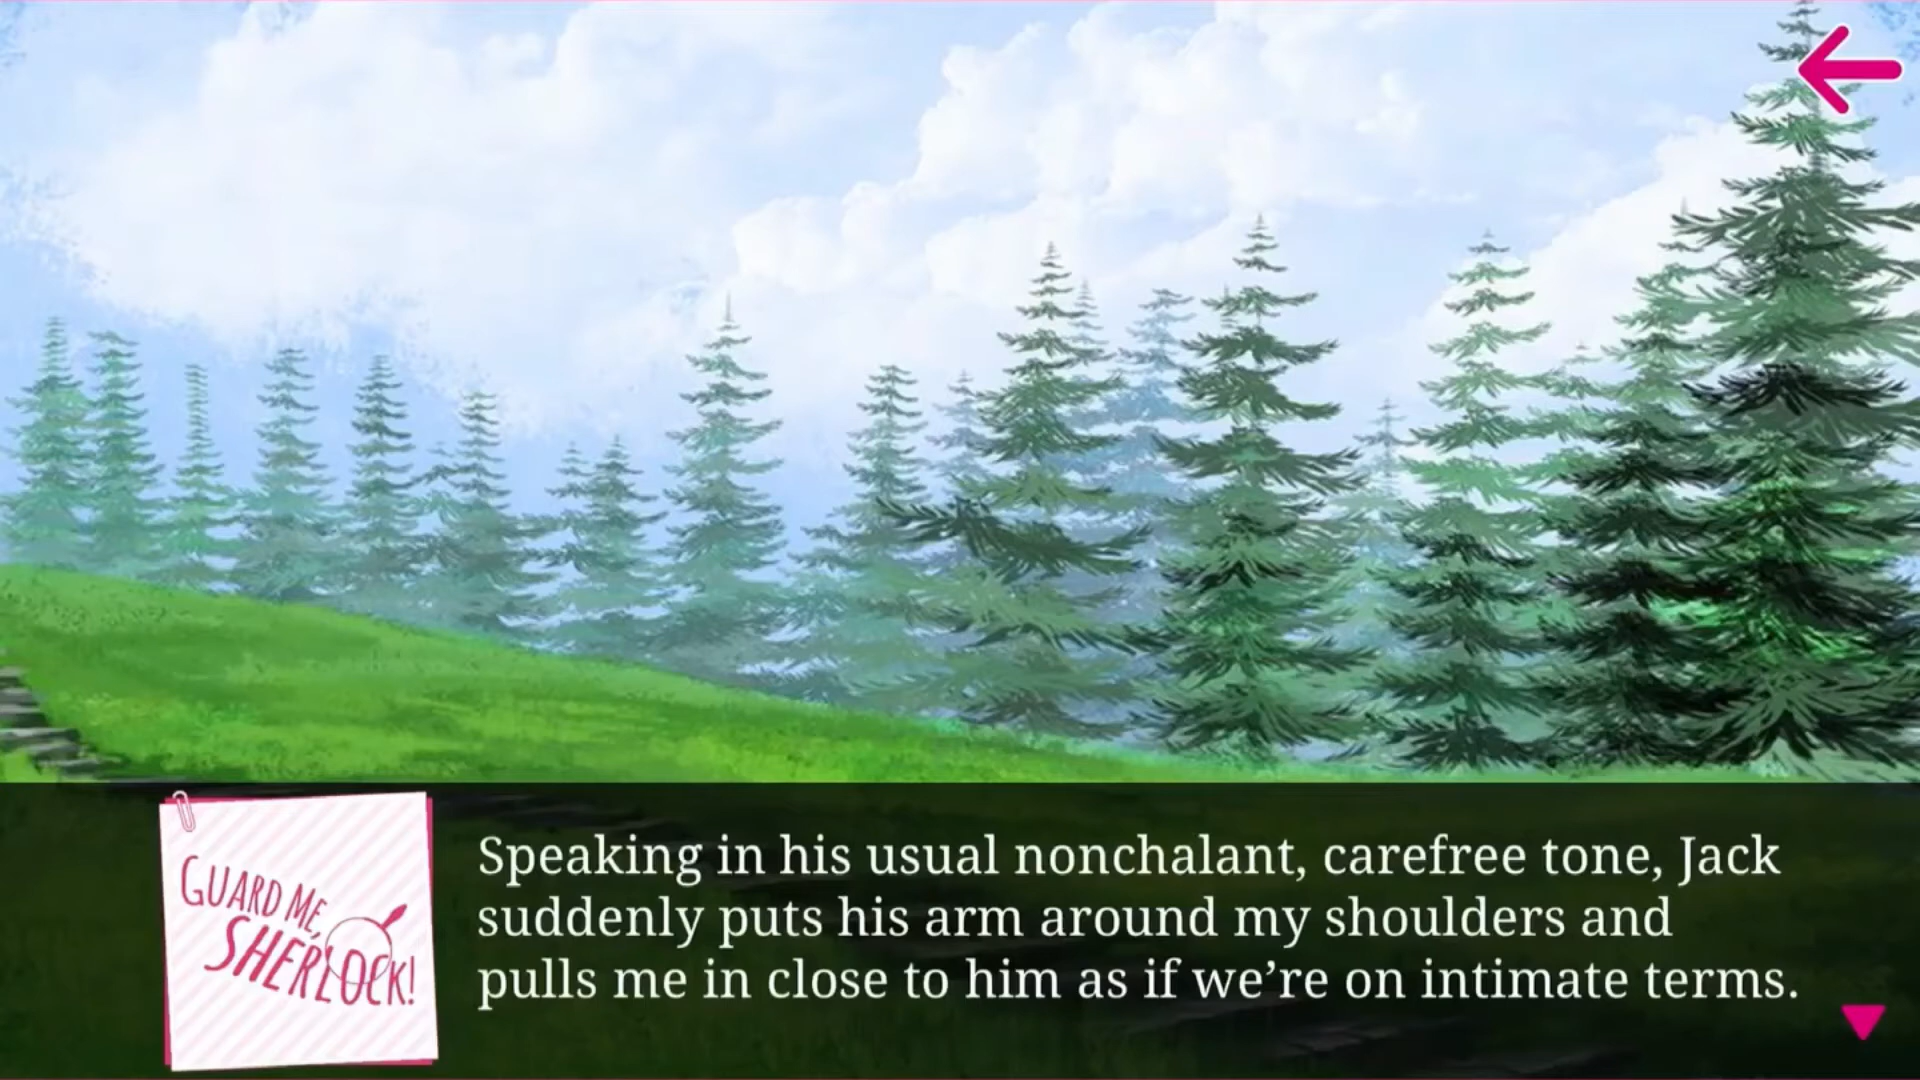 GUARD ME,
SHERLOCK!
Speaking in his usual nonchalant, carefree tone, Jack
suddenly puts his arm around my shoulders and
pulls me in close to him as if we’re on intimate terms.